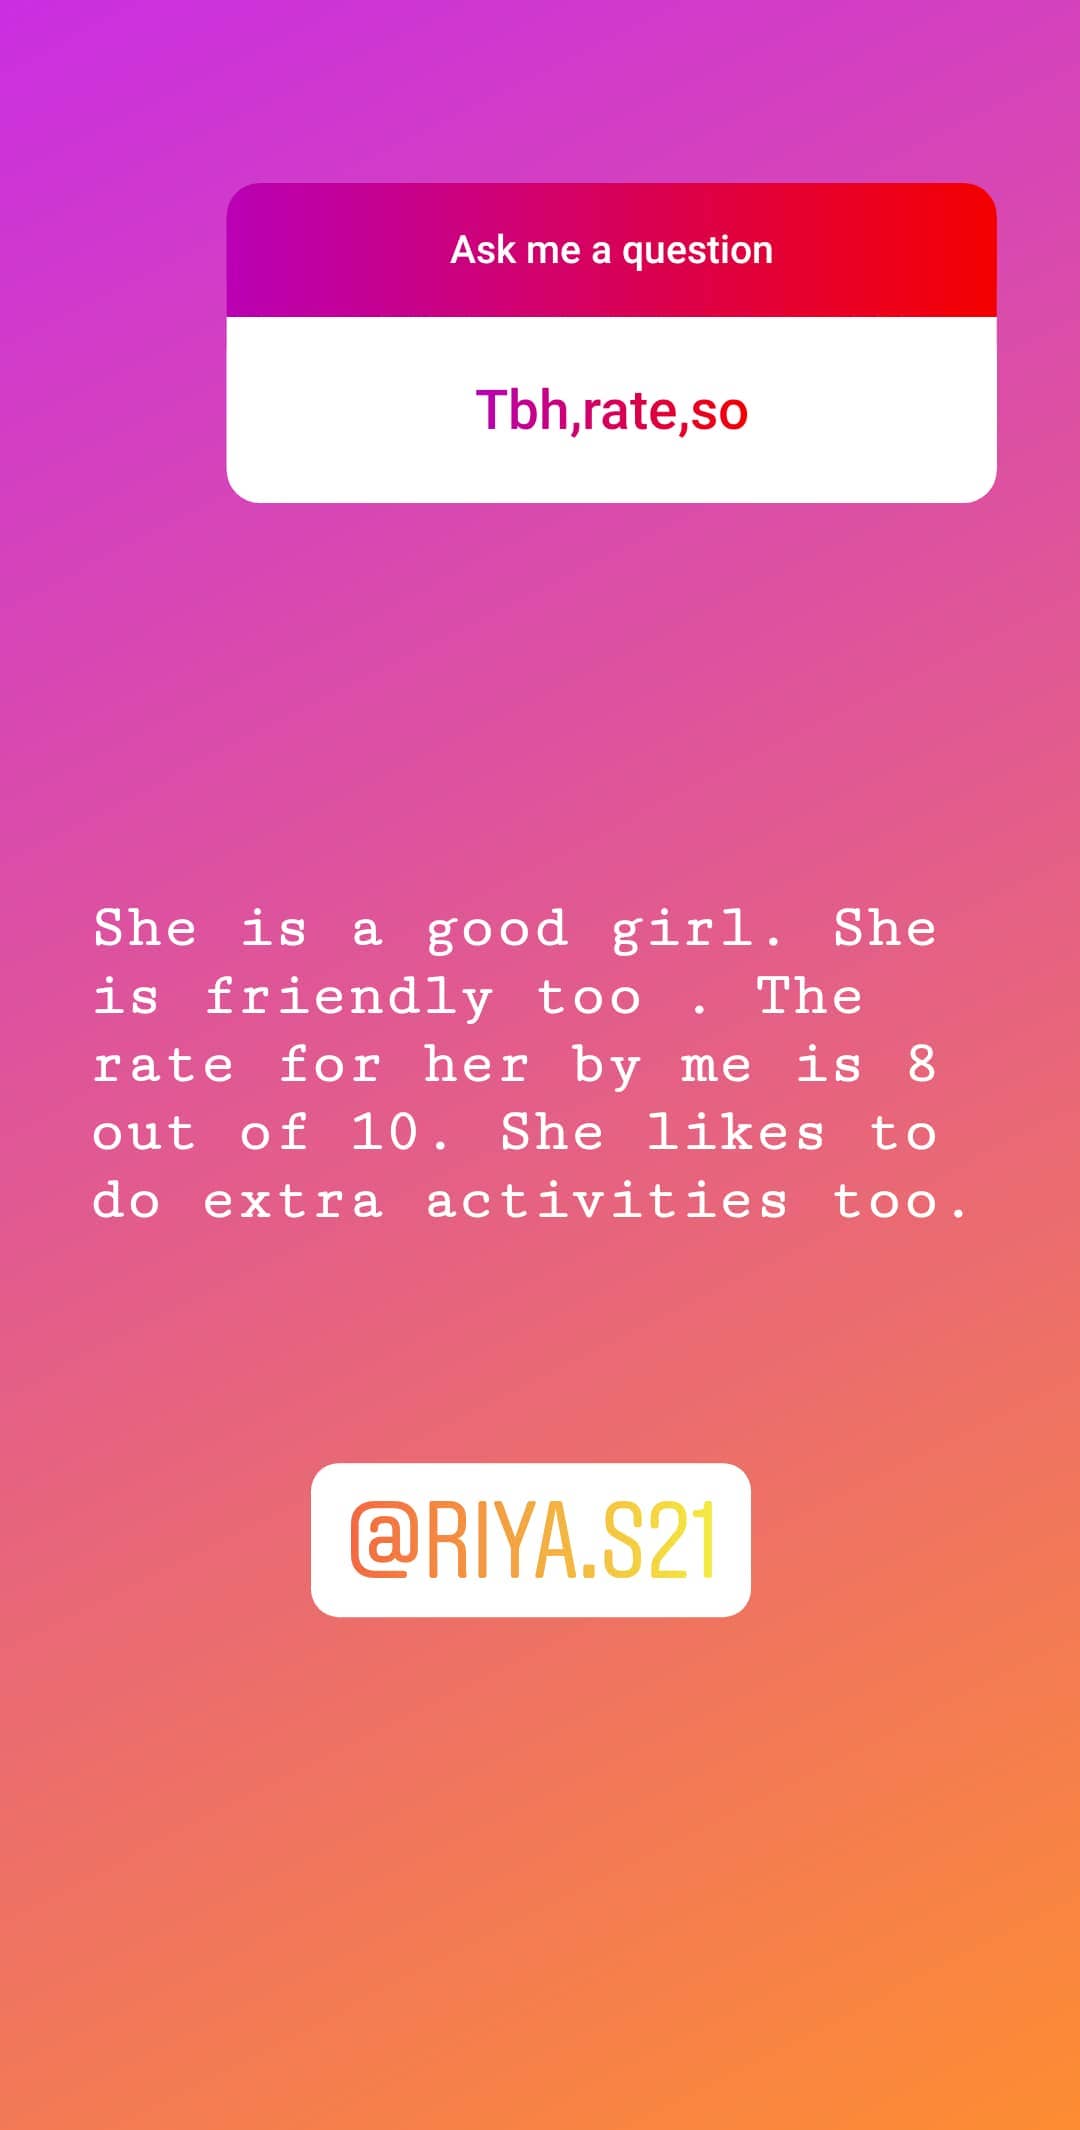 Ask me a question
Tbh,rate,so
She is a good girl. She
is friendly too . The
rate for her by me is 8
out of 10. She likes to
do extra activities too.
@RIYA.S21